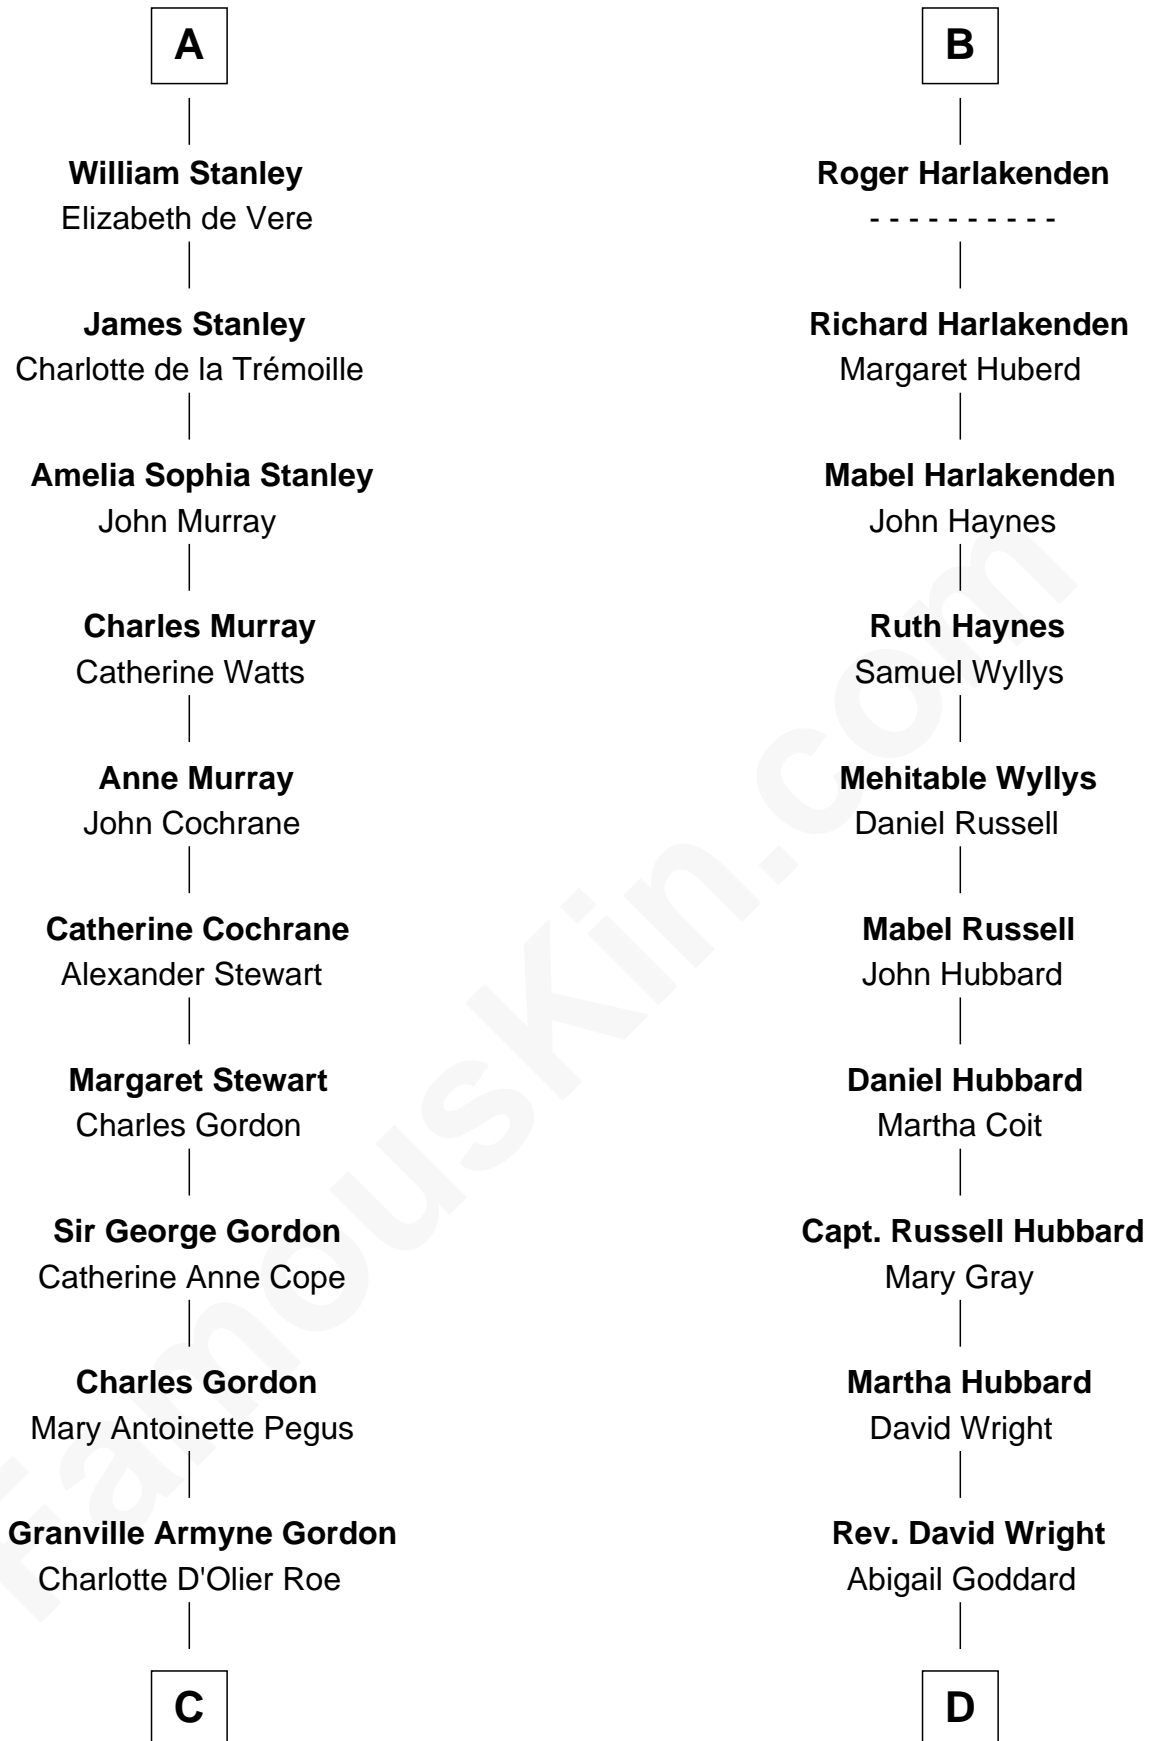 A
William Stanley
Elizabeth de Vere
James Stanley
Charlotte de la Trémoille
Amelia Sophia Stanley
John Murray
Charles Murray
Catherine Watts
Anne Murray
John Cochrane
Catherine Cochrane
Alexander Stewart
Margaret Stewart
Charles Gordon
Sir George Gordon
Catherine Anne Cope
Charles Gordon
Mary Antoinette Pegus
Granville Armyne Gordon
Charlotte D'Olier Roe
C
B
Roger Harlakenden
- - - - - - - - - -
Richard Harlakenden
Margaret Huberd
Mabel Harlakenden
John Haynes
Ruth Haynes
Samuel Wyllys
Mehitable Wyllys
Daniel Russell
Mabel Russell
John Hubbard
Daniel Hubbard
Martha Coit
Capt. Russell Hubbard
Mary Gray
Martha Hubbard
David Wright
Rev. David Wright
Abigail Goddard
D
FamousKin.com